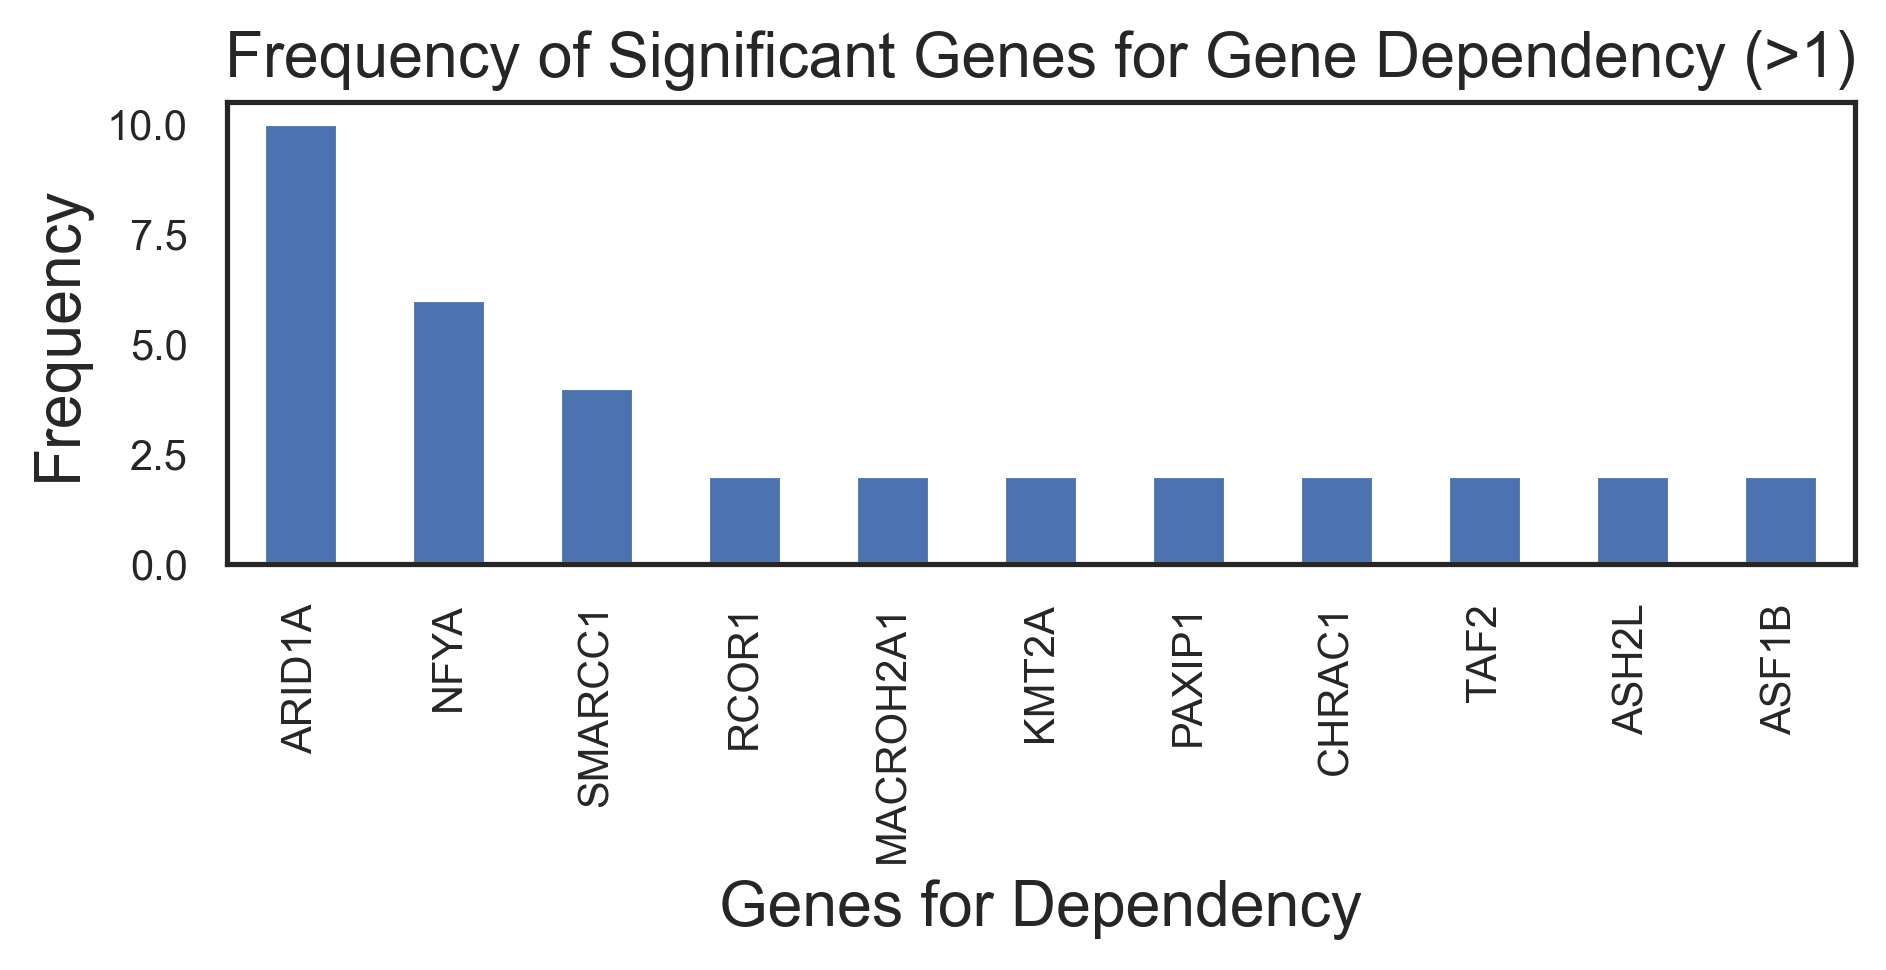 Frequency of Significant Genes for Gene Dependency (>1)
Frequency
10.0
7.5
5.0
2.5
0.0
ARID1A
NFYA
SMARCC1
RCOR1
MACROH2A1
KMT2A
PAXIP1
CHRAC1
TAF2
ASH2L
ASF1B
Genes for Dependency